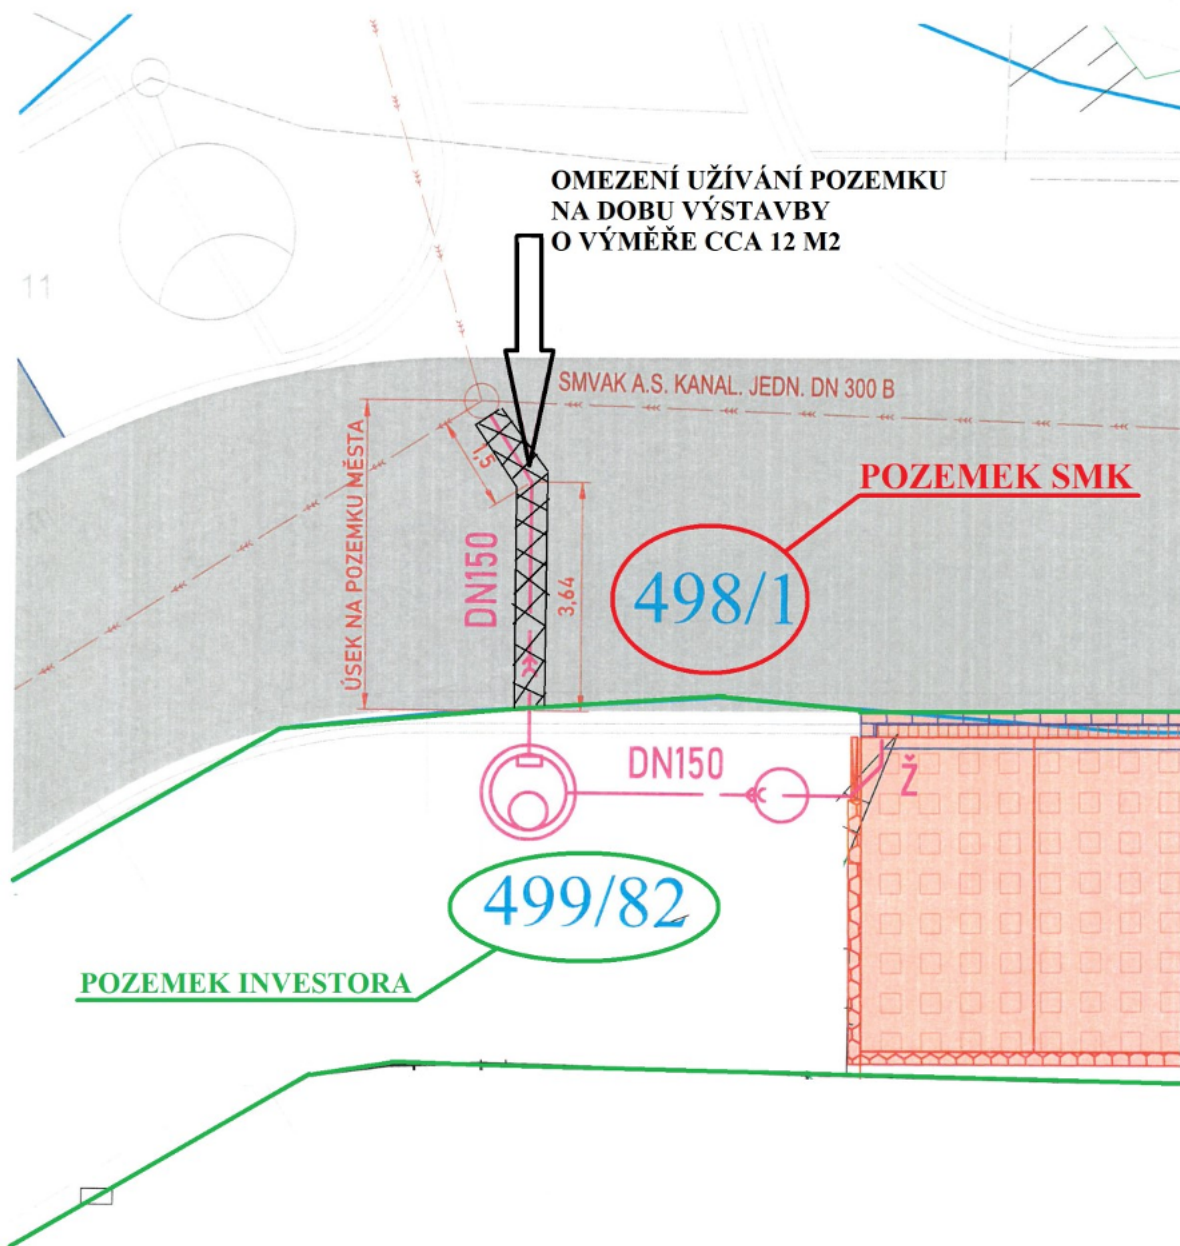 OMEZENÍ UŽÍVÁNÍ POZEMKU
NA DOBU VÝSTAVBY
O VÝMĚŘE CCA 12 M2
11
SMVAK A.S. KANAL. JEDN. DN 300 B
ÚSEK NA POZEMKU MĚSTA
1,5
POZEMEK SMK
DN150
3,64
498/1
DN150
Ž
499/82
POZEMEK INVESTORA